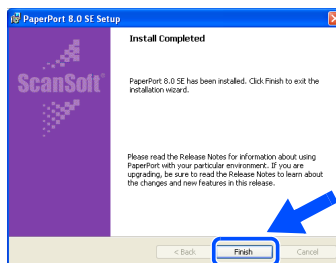 PaperPort 8.0 SE Setup
Install Completed
ScanSoft®
PaperPort 8.0 SE has been installed. Click Finish to exit the
installation wizard.
Please read the Release Notes for information about using
PaperPort with your particular environment. If you are
upgrading, be sure to read the Release Notes to learn about
the changes and new features in this release.
< Back
Finish
Cancel